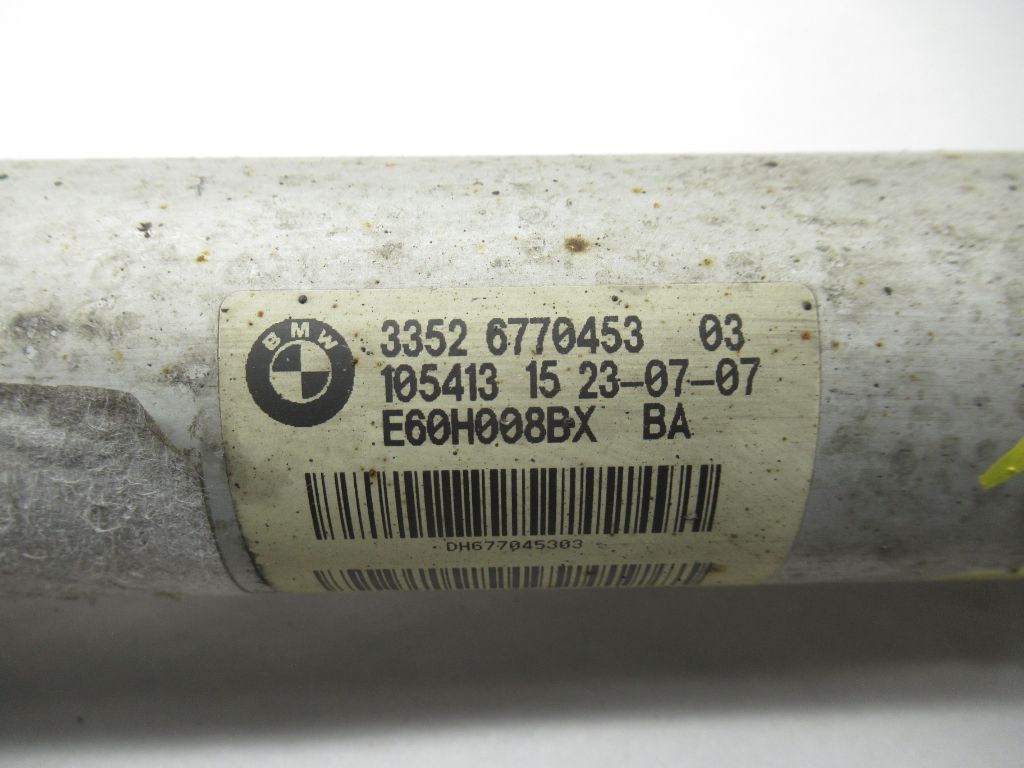 BMW
3352 6770453 03
105413 15 23-07-07
E60H008BX BA
DH677045303